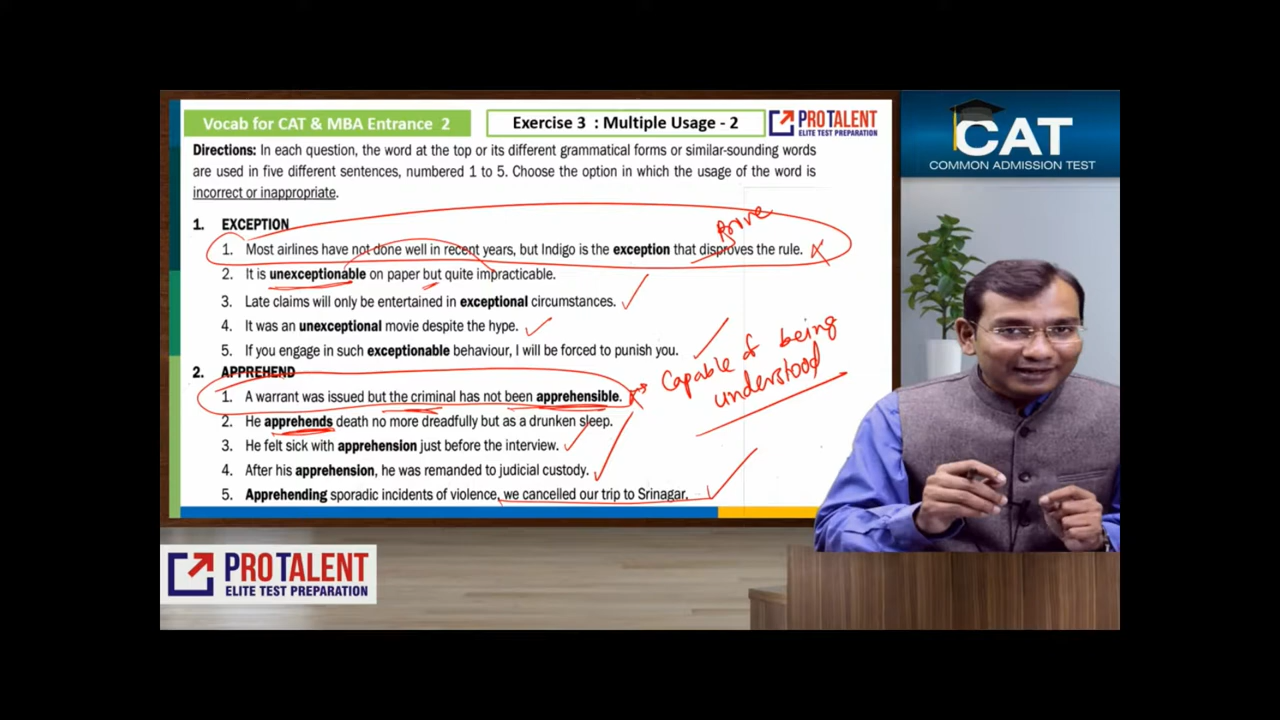 Vocab for CAT & MBA Entrance 2
Exercise 3 : Multiple Usage - 2
PROTALENT
ELITE TEST PREPARATION
CAT
COMMON ADMISSION TEST
Directions: In each question, the word at the top or its different grammatical forms or similar-sounding words
are used in five different sentences, numbered 1 to 5. Choose the option in which the usage of the word is
incorrect or inappropriate.
1. EXCEPTION
Prove
1. Most airlines have not done well in recent years, but Indigo is the exception that disproves the rule.
2. It is unexceptionable on paper but quite impracticable.
3. Late claims will only be entertained in exceptional circumstances.
4. It was an unexceptional movie despite the hype.
5. If you engage in such exceptionable behaviour, I will be forced to punish you.
Capable of being
understood
2. APPREHEND
1. A warrant was issued but the criminal has not been apprehensible.
2. He apprehends death no more dreadfully but as a drunken sleep.
3. He felt sick with apprehension just before the interview.
4. After his apprehension, he was remanded to judicial custody.
5. Apprehending sporadic incidents of violence, we cancelled our trip to Srinagar.
PROTALENT
ELITE TEST PREPARATION